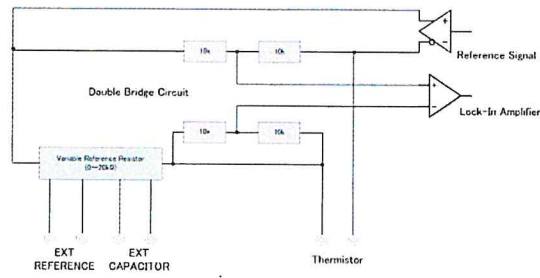 10k 10k
Reference Signal
Double Bridge Circuit
Lock-In Amplifier
10k 10k
Variable Reference Resistor
(0~20kΩ)
EXT
REFERENCE
EXT
CAPACITOR
Thermistor